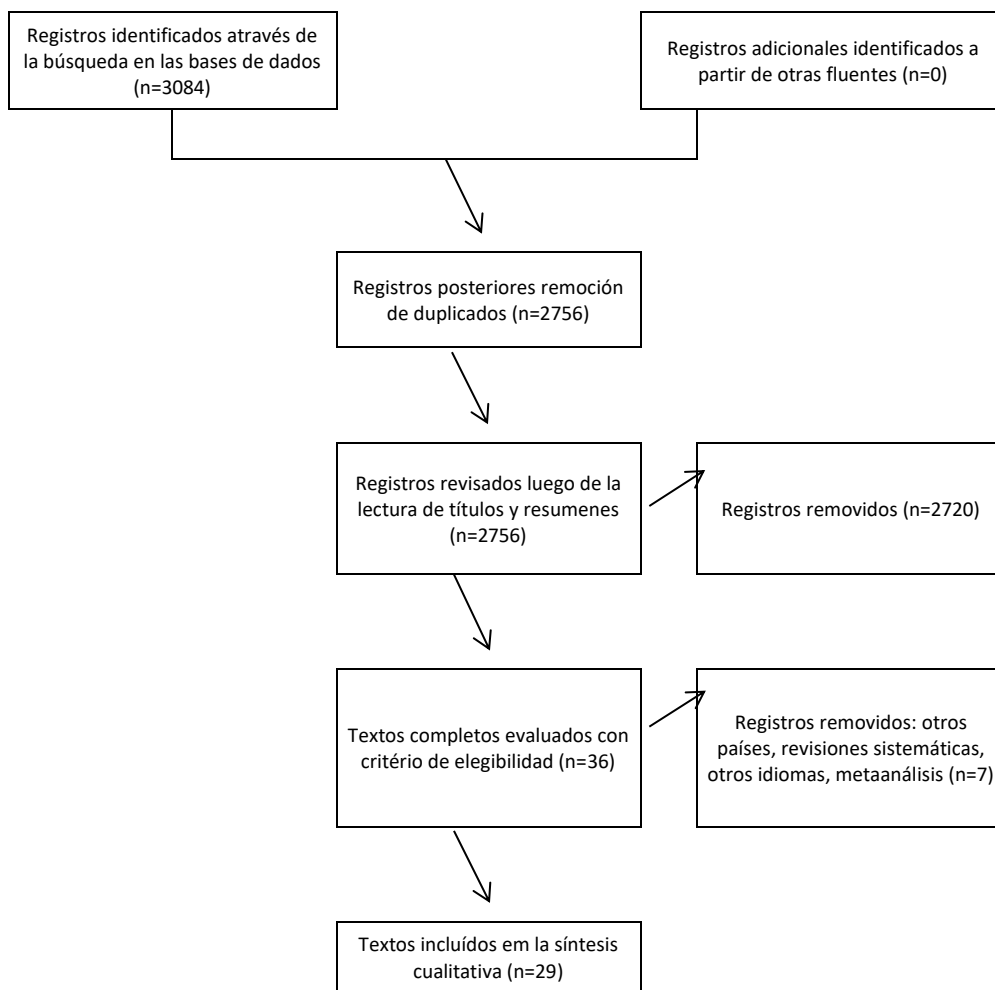 Registros identificados através de
la búsqueda en las bases de dados
(n=3084)
Registros adicionales identificados a
partir de otras fluentes (n=0)
Registros posteriores remoción
de duplicados (n=2756)
Registros revisados luego de la
lectura de títulos y resumenes
(n=2756)
Registros removidos (n=2720)
Textos completos evaluados con
critério de elegibilidad (n=36)
Registros removidos: otros
países, revisiones sistemáticas,
otros idiomas, metaanálisis (n=7)
Textos incluídos em la síntesis
cualitativa (n=29)